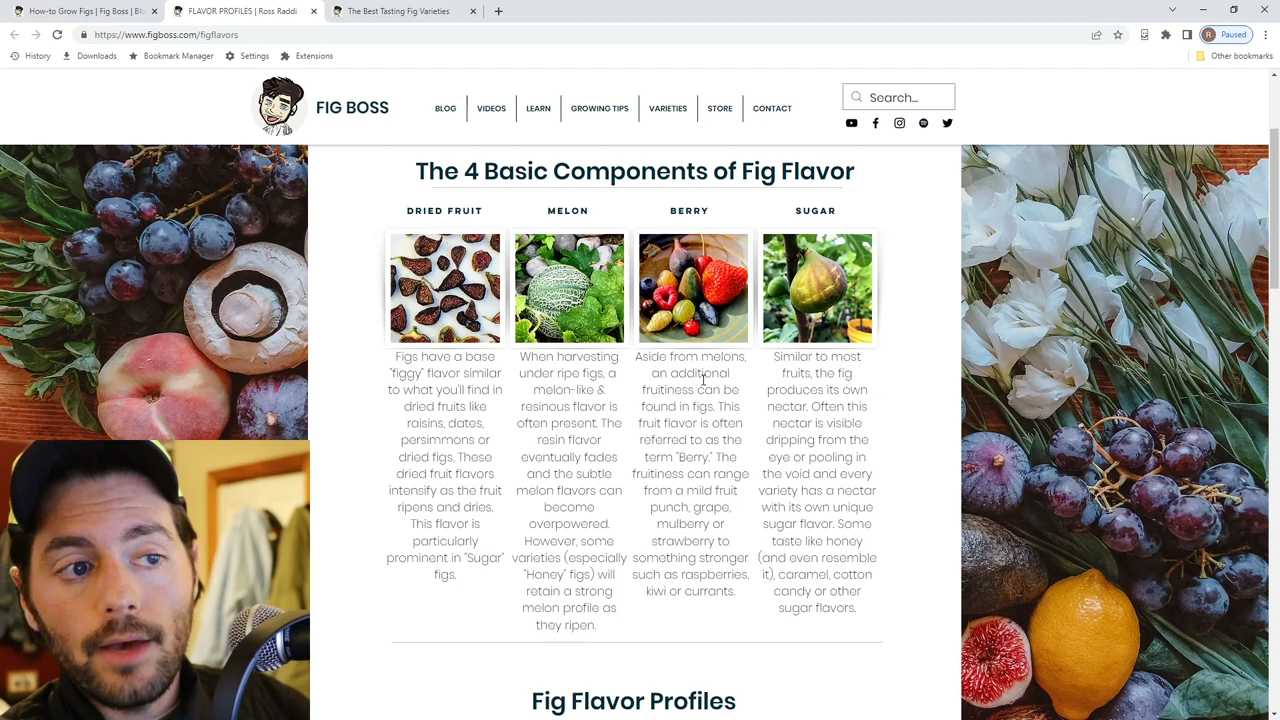 How-to Grow Figs | Fig Boss | Blo
FLAVOR PROFILES | Ross Raddi
The Best Tasting Fig Varieties
https://www.figboss.com/figflavors
R Paused
History
Downloads
Bookmark Manager
Settings
Extensions
Other bookmarks
FIG BOSS
BLOG
VIDEOS
LEARN
GROWING TIPS
VARIETIES
STORE
CONTACT
Search...
The 4 Basic Components of Fig Flavor
DRIED FRUIT
MELON
BERRY
SUGAR
Figs have a base
"figgy" flavor similar
to what you'll find in
dried fruits like
raisins, dates,
persimmons or
dried figs. These
dried fruit flavors
intensify as the fruit
ripens and dries.
This flavor is
particularly
prominent in "Sugar"
figs.
When harvesting
under ripe figs, a
melon-like &
resinous flavor is
often present. The
resin flavor
eventually fades
and the subtle
melon flavors can
become
overpowered.
However, some
varieties (especially
"Honey" figs) will
retain a strong
melon profile as
they ripen.
Aside from melons,
an additional
fruitiness can be
found in figs. This
fruit flavor is often
referred to as the
term "Berry." The
fruitiness can range
from a mild fruit
punch, grape,
mulberry or
strawberry to
something stronger
such as raspberries,
kiwi or currants.
Similar to most
fruits, the fig
produces its own
nectar. Often this
nectar is visible
dripping from the
eye or pooling in
the void and every
variety has a nectar
with its own unique
sugar flavor. Some
taste like honey
(and even resemble
it), caramel, cotton
candy or other
sugar flavors.
Fig Flavor Profiles